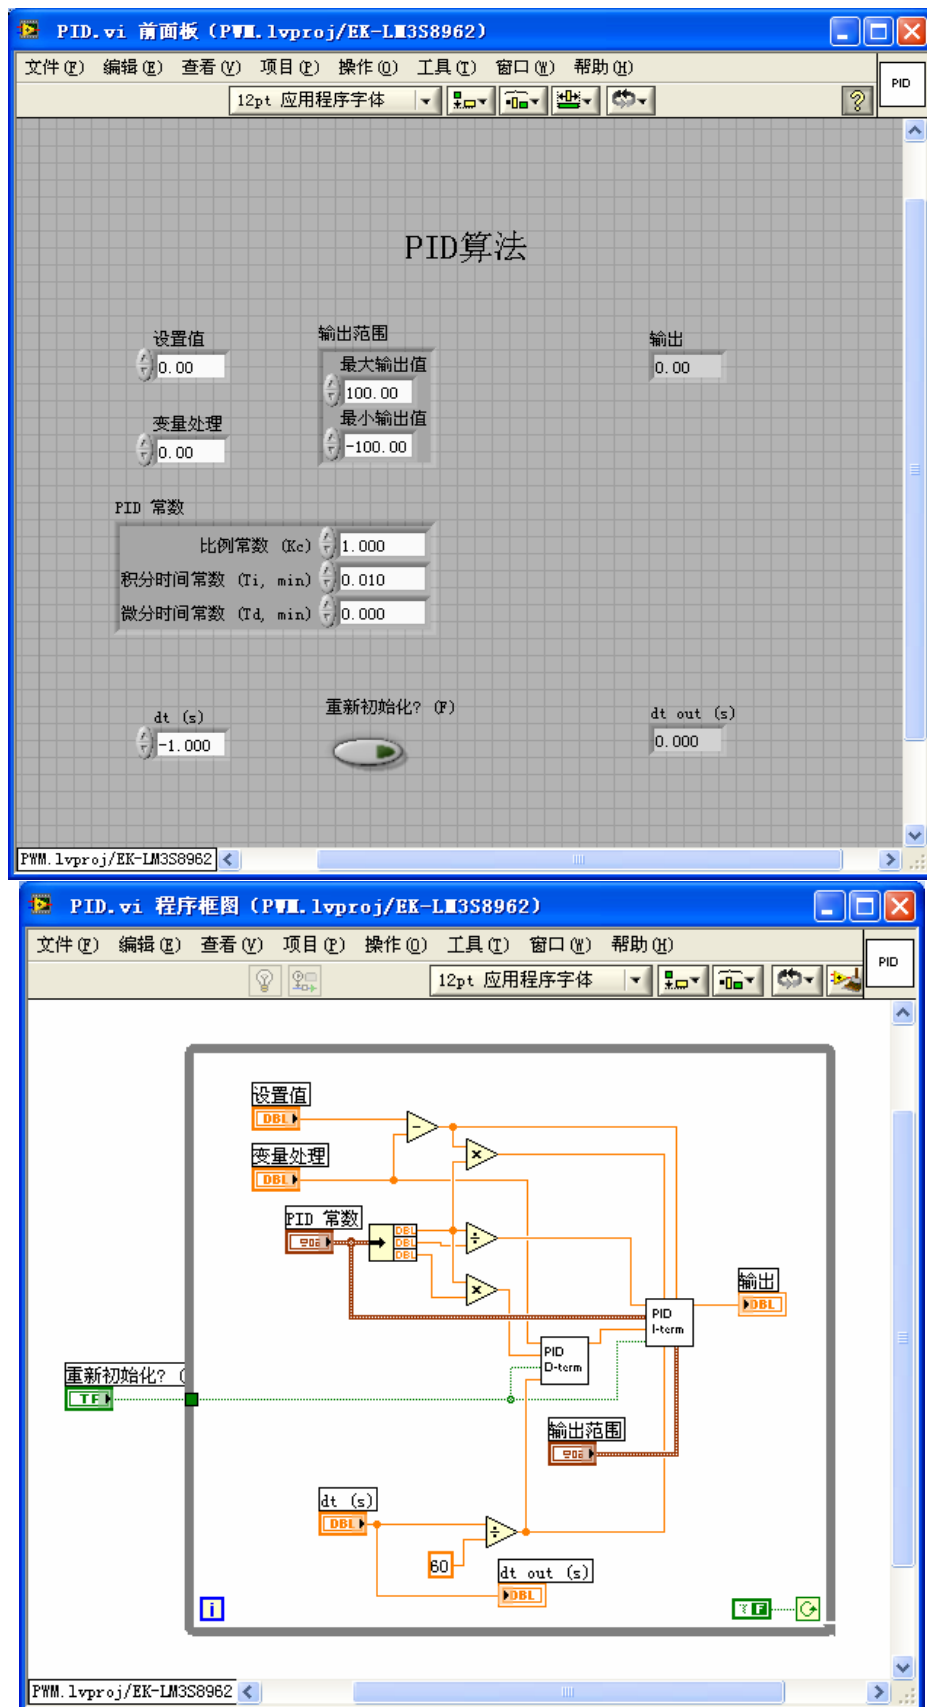 PID.vi 前面板 (PWM.lvproj/EK-LM3S8962)
文件(F) 编辑(E) 查看(V) 项目(P) 操作(O) 工具(T) 窗口(W) 帮助(H)
12pt 应用程序字体
?
PID
PID算法
设置值
0.00
输出范围
最大输出值
100.00
最小输出值
-100.00
输出
0.00
变量处理
0.00
PID 常数
比例常数 (Kc) 1.000
积分时间常数 (Ti, min) 0.010
微分时间常数 (Td, min) 0.000
dt (s)
-1.000
重新初始化? (F)
dt out (s)
0.000
PWM.lvproj/EK-LM3S8962
PID.vi 程序框图 (PWM.lvproj/EK-LM3S8962)
文件(F) 编辑(E) 查看(V) 项目(P) 操作(O) 工具(T) 窗口(W) 帮助(H)
12pt 应用程序字体
PID
设置值
DBL
变量处理
DBL
PID 常数
DBL
DBL
DBL
输出
DBL
PID
I-term
PID
D-term
重新初始化? (
TF
输出范围
dt (s)
DBL
60
dt out (s)
DBL
i
F
PWM.lvproj/EK-LM3S8962